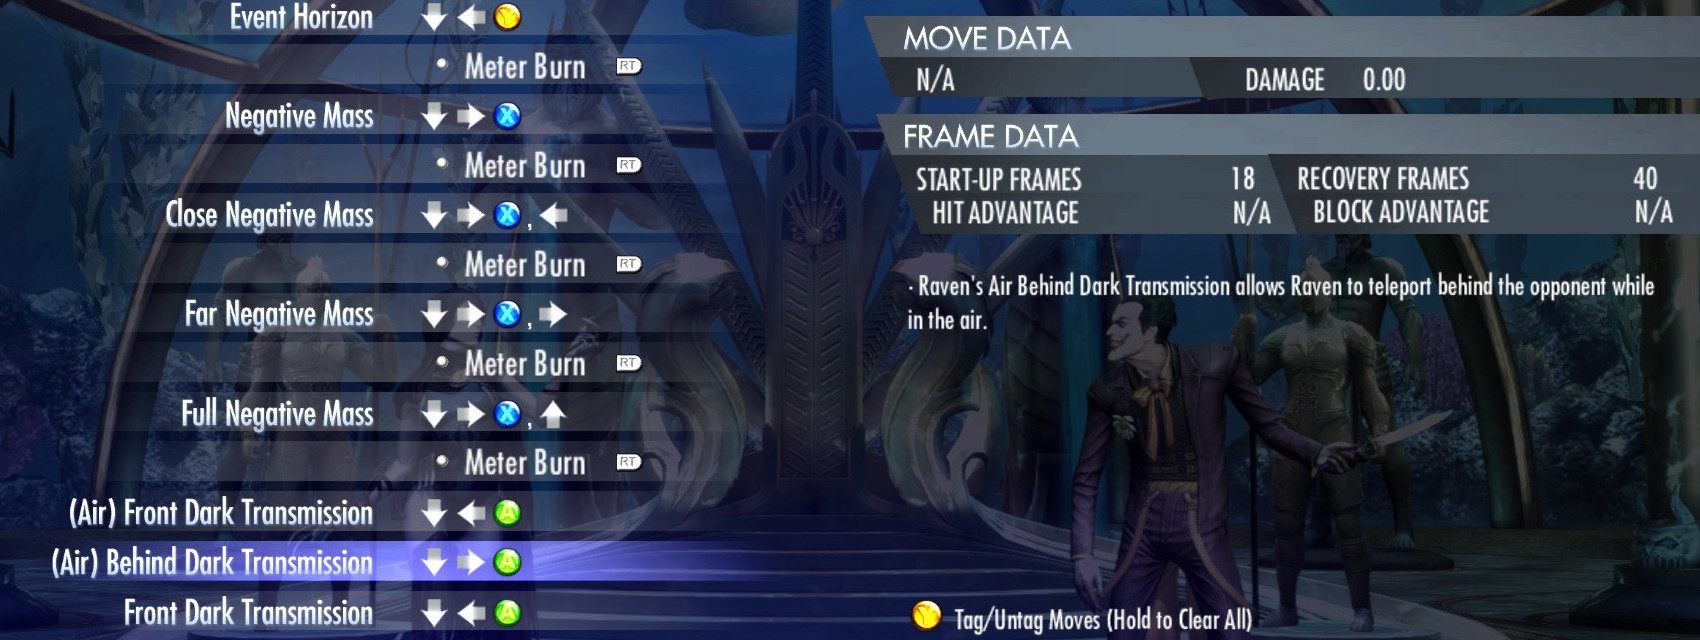 Event Horizon Y
Meter Burn RT
Negative Mass X
Meter Burn RT
Close Negative Mass X ,
Meter Burn RT
Far Negative Mass X ,
Meter Burn RT
Full Negative Mass X ,
Meter Burn RT
(Air) Front Dark Transmission A
(Air) Behind Dark Transmission A
Front Dark Transmission A
MOVE DATA
N/A DAMAGE 0.00
FRAME DATA
START-UP FRAMES 18 RECOVERY FRAMES 40
HIT ADVANTAGE N/A BLOCK ADVANTAGE N/A
· Raven's Air Behind Dark Transmission allows Raven to teleport behind the opponent while
in the air.
Y Tag/Untag Moves (Hold to Clear All)